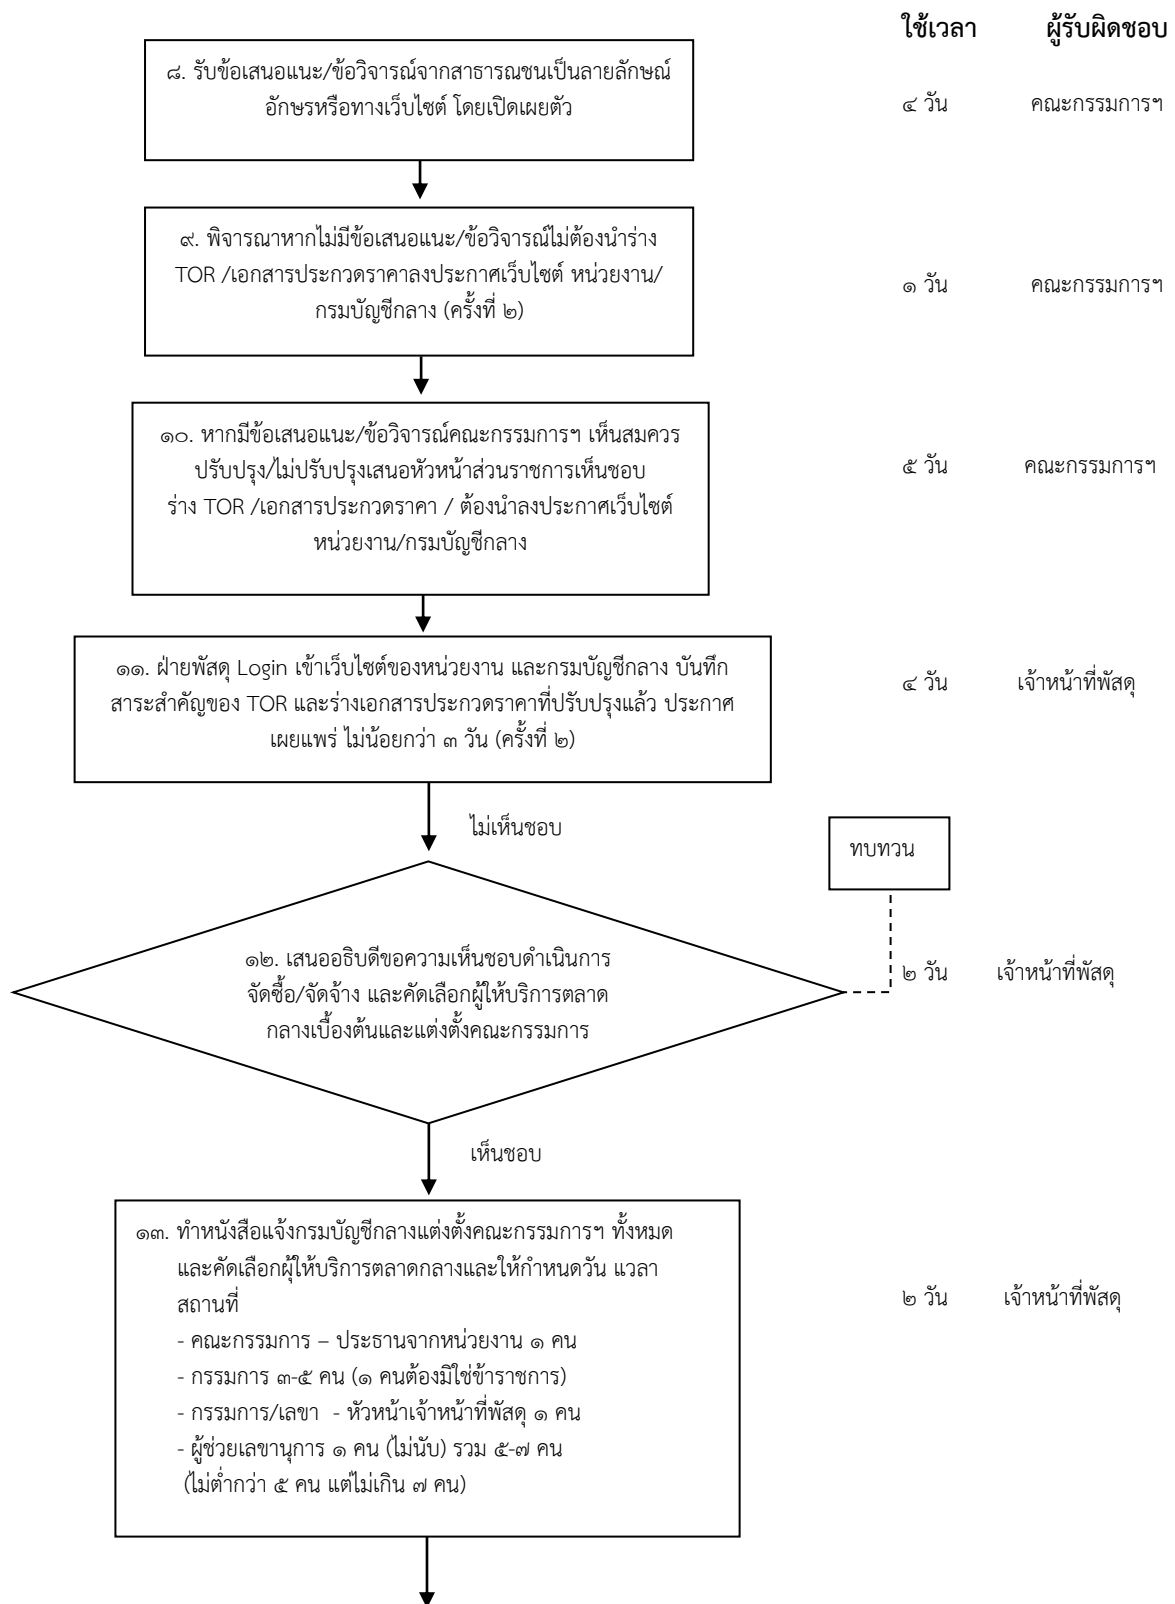 ใช้เวลา ผู้รับผิดชอบ
๘. รับข้อเสนอแนะ/ข้อวิจารณ์จากสาธารณชนเป็นลายลักษณ์
อักษรหรือทางเว็บไซต์ โดยเปิดเผยตัว
๔ วัน คณะกรรมการฯ
๙. พิจารณาหากไม่มีข้อเสนอแนะ/ข้อวิจารณ์ไม่ต้องนำร่าง
TOR /เอกสารประกวดราคาลงประกาศเว็บไซต์ หน่วยงาน/
กรมบัญชีกลาง (ครั้งที่ ๒)
๑ วัน คณะกรรมการฯ
๑๐. หากมีข้อเสนอแนะ/ข้อวิจารณ์คณะกรรมการฯ เห็นสมควร
ปรับปรุง/ไม่ปรับปรุงเสนอหัวหน้าส่วนราชการเห็นชอบ
ร่าง TOR /เอกสารประกวดราคา / ต้องนำลงประกาศเว็บไซต์
หน่วยงาน/กรมบัญชีกลาง
๕ วัน คณะกรรมการฯ
๑๑. ฝ่ายพัสดุ Login เข้าเว็บไซต์ของหน่วยงาน และกรมบัญชีกลาง บันทึก
สาระสำคัญของ TOR และร่างเอกสารประกวดราคาที่ปรับปรุงแล้ว ประกาศ
เผยแพร่ ไม่น้อยกว่า ๓ วัน (ครั้งที่ ๒)
๔ วัน เจ้าหน้าที่พัสดุ
ไม่เห็นชอบ
ทบทวน
๑๒. เสนออธิบดีขอความเห็นชอบดำเนินการ
จัดซื้อ/จัดจ้าง และคัดเลือกผู้ให้บริการตลาด
กลางเบื้องต้นและแต่งตั้งคณะกรรมการ
๒ วัน เจ้าหน้าที่พัสดุ
เห็นชอบ
๑๓. ทำหนังสือแจ้งกรมบัญชีกลางแต่งตั้งคณะกรรมการฯ ทั้งหมด
และคัดเลือกผุ้ให้บริการตลาดกลางและให้กำหนดวัน แวลา
สถานที่
- คณะกรรมการ – ประธานจากหน่วยงาน ๑ คน
- กรรมการ ๓-๕ คน (๑ คนต้องมิใช่ข้าราชการ)
- กรรมการ/เลขา - หัวหน้าเจ้าหน้าที่พัสดุ ๑ คน
- ผู้ช่วยเลขานุการ ๑ คน (ไม่นับ) รวม ๕-๗ คน
(ไม่ต่ำกว่า ๕ คน แต่ไม่เกิน ๗ คน)
๒ วัน เจ้าหน้าที่พัสดุ